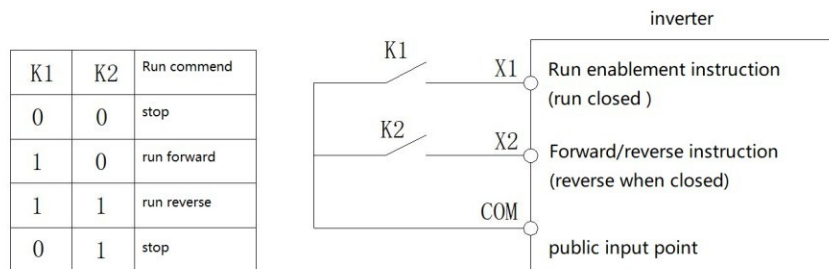 K1 K2 Run commend
0 0 stop
1 0 run forward
1 1 run reverse
0 1 stop
inverter
K1
X1
Run enablement instruction
(run closed )
K2
X2
Forward/reverse instruction
(reverse when closed)
COM
public input point